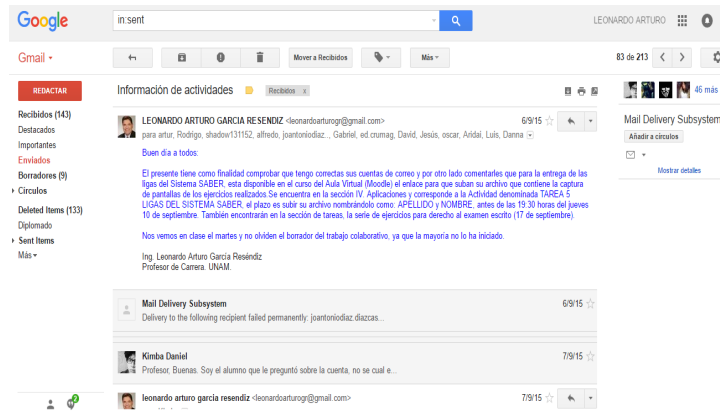 Google
in:sent
LEONARDO ARTURO
Gmail
Mover a Recibidos
Más
83 de 213
REDACTAR
Recibidos (143)
Destacados
Importantes
Enviados
Borradores (9)
Círculos
Deleted Items (133)
Diplomado
Sent Items
Más
Información de actividades
Recibidos x
LEONARDO ARTURO GARCIA RESENDIZ <leonardoarturogr@gmail.com>
6/9/15
para artur, Rodrigo, shadow131152, alfredo, joantoniodiaz..., Gabriel, ed.crumag, David, Jesús, oscar, Aridai, Luis, Danna
Buen día a todos:
El presente tiene como finalidad comprobar que tengo correctas sus cuentas de correo y por otro lado comentarles que para la entrega de las
ligas del Sistema SABER, esta disponible en el curso del Aula Virtual (Moodle) el enlace para que suban su archivo que contiene la captura
de pantallas de los ejercicios realizados.Se encuentra en la sección IV. Aplicaciones y corresponde a la Actividad denominada TAREA 5
LIGAS DEL SISTEMA SABER, el plazo es subir su archivo nombrándolo como: APELLIDO y NOMBRE, antes de las 19:30 horas del jueves
10 de septiembre. También encontrarán en la sección de tareas, la serie de ejercicios para derecho al examen escrito (17 de septiembre).
Nos vemos en clase el martes y no olviden el borrador del trabajo colaborativo, ya que la mayoría no lo ha iniciado.
Ing. Leonardo Arturo García Reséndiz
Profesor de Carrera. UNAM.
Mail Delivery Subsystem
6/9/15
Delivery to the following recipient failed permanently: joantoniodiaz.diazcas...
Kimba Daniel
7/9/15
Profesor, Buenas. Soy el alumno que le preguntó sobre la cuenta, no se cual e...
leonardo arturo garcia resendiz <leonardoarturogr@gmail.com>
7/9/15
46 más
Mail Delivery Subsystem
Añadir a círculos
Mostrar detalles
2